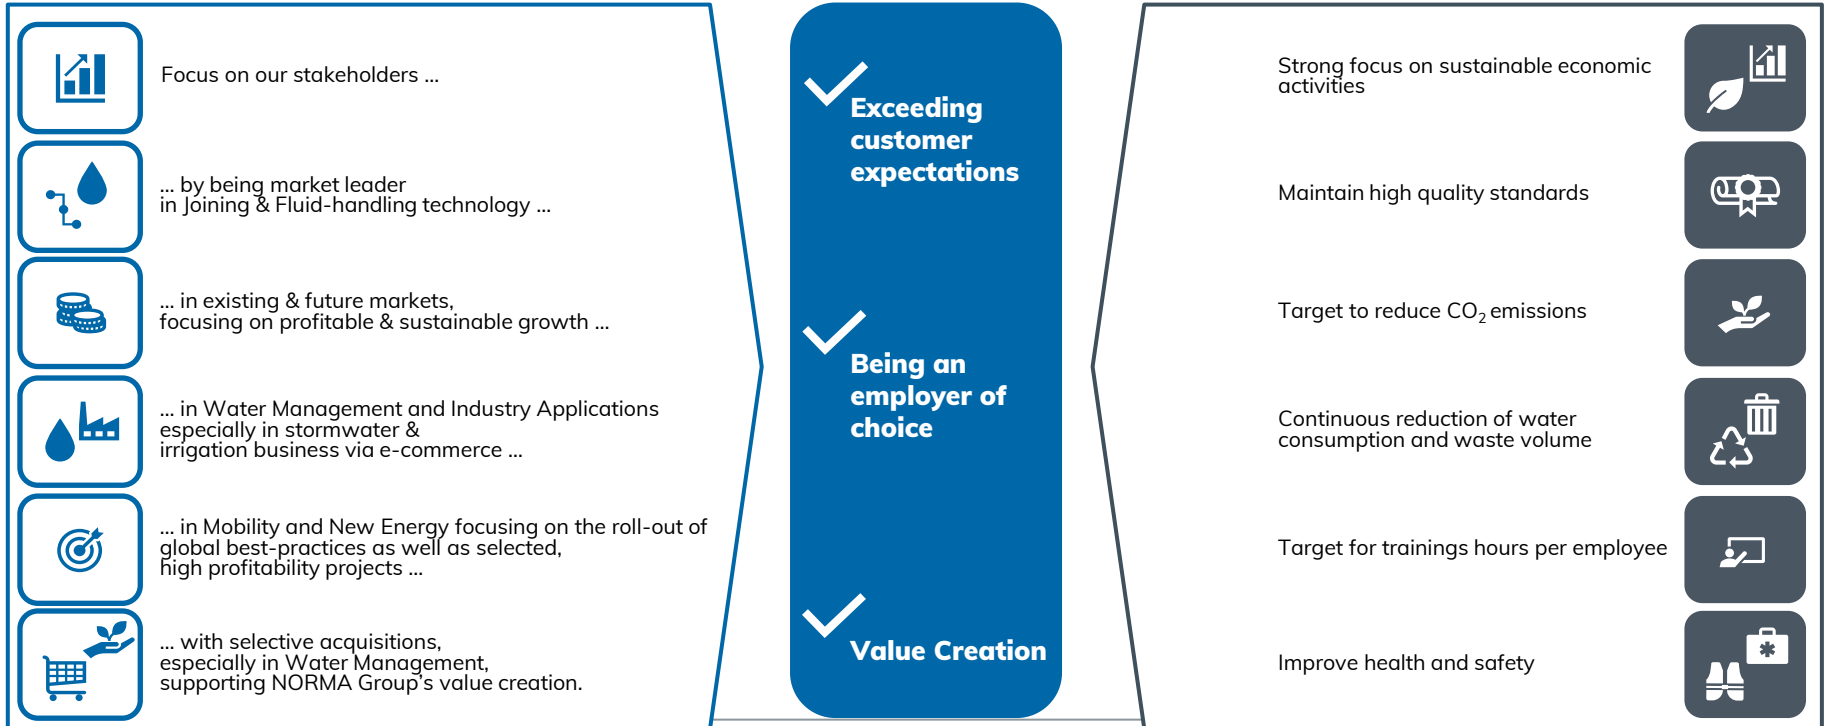 Focus on our stakeholders ...
... by being market leader
in Joining & Fluid-handling technology ...
... in existing & future markets,
focusing on profitable & sustainable growth ...
... in Water Management and Industry Applications
especially in stormwater &
irrigation business via e-commerce ...
... in Mobility and New Energy focusing on the roll-out of
global best-practices as well as selected,
high profitability projects ...
... with selective acquisitions,
especially in Water Management,
supporting NORMA Group's value creation.
Exceeding
customer
expectations
Being an
employer of
choice
Value Creation
Strong focus on sustainable economic
activities
Maintain high quality standards
Target to reduce CO₂ emissions
Continuous reduction of water
consumption and waste volume
Target for trainings hours per employee
Improve health and safety